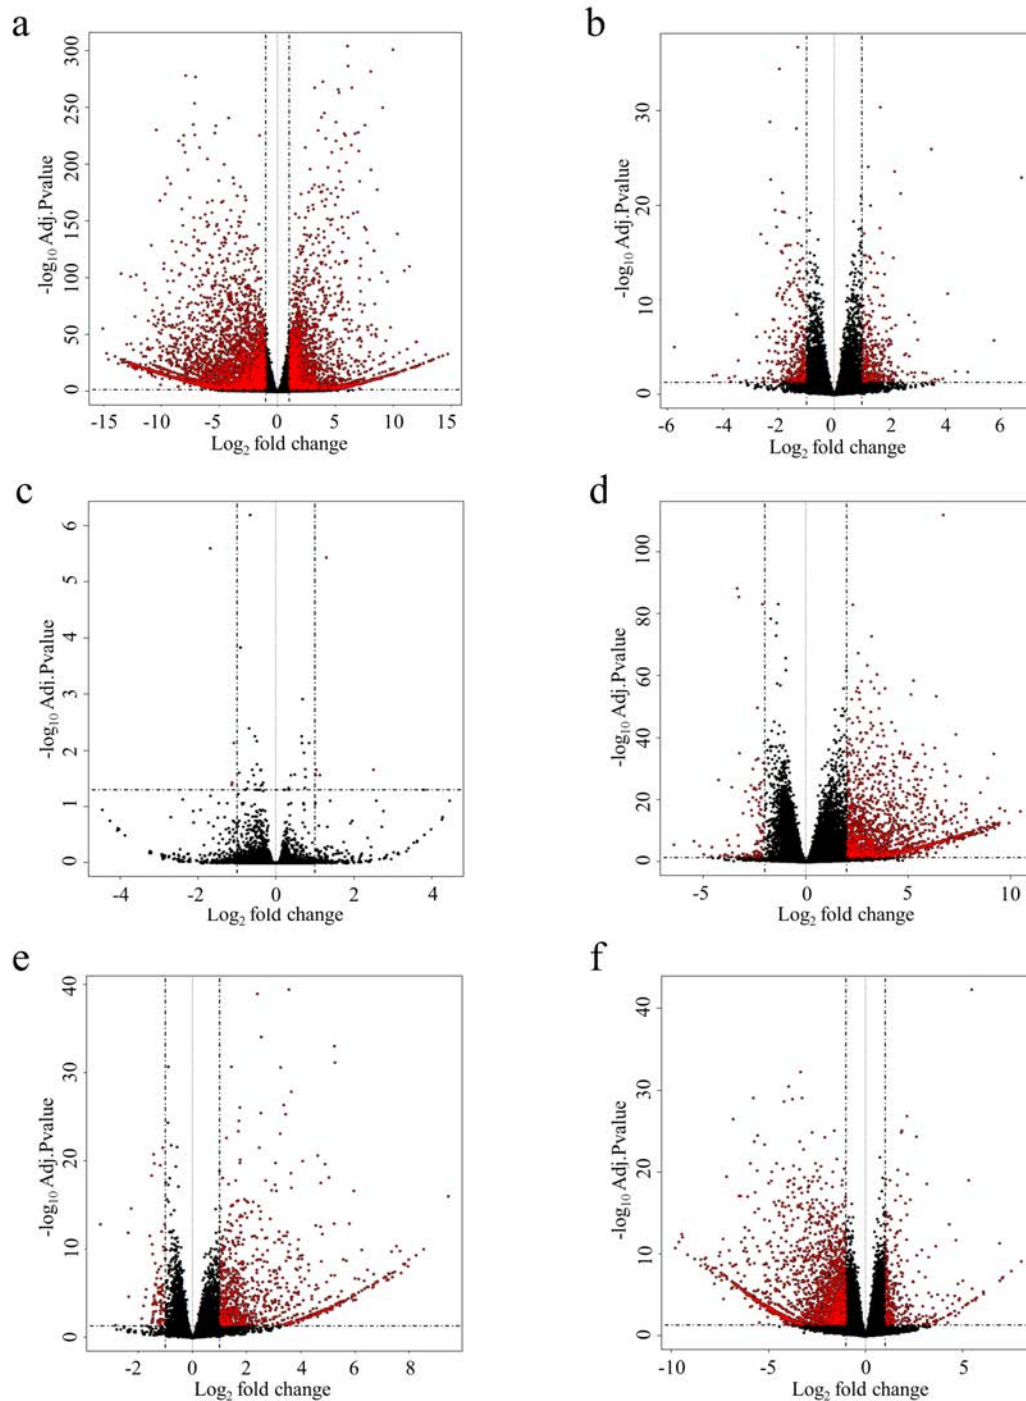 a
300
250
200
150
100
50
0
-log10 Adj.Pvalue
-15 -10 -5 0 5 10 15
Log2 fold change
b
30
20
10
0
-log10 Adj.Pvalue
-6 -4 -2 0 2 4 6
Log2 fold change
c
6
5
4
3
2
1
0
-log10 Adj.Pvalue
-4 -2 0 2 4
Log2 fold change
d
100
80
60
40
20
0
-log10 Adj.Pvalue
-5 0 5 10
Log2 fold change
e
40
30
20
10
0
-log10 Adj.Pvalue
-2 0 2 4 6 8
Log2 fold change
f
40
30
20
10
0
-log10 Adj.Pvalue
-10 -5 0 5
Log2 fold change